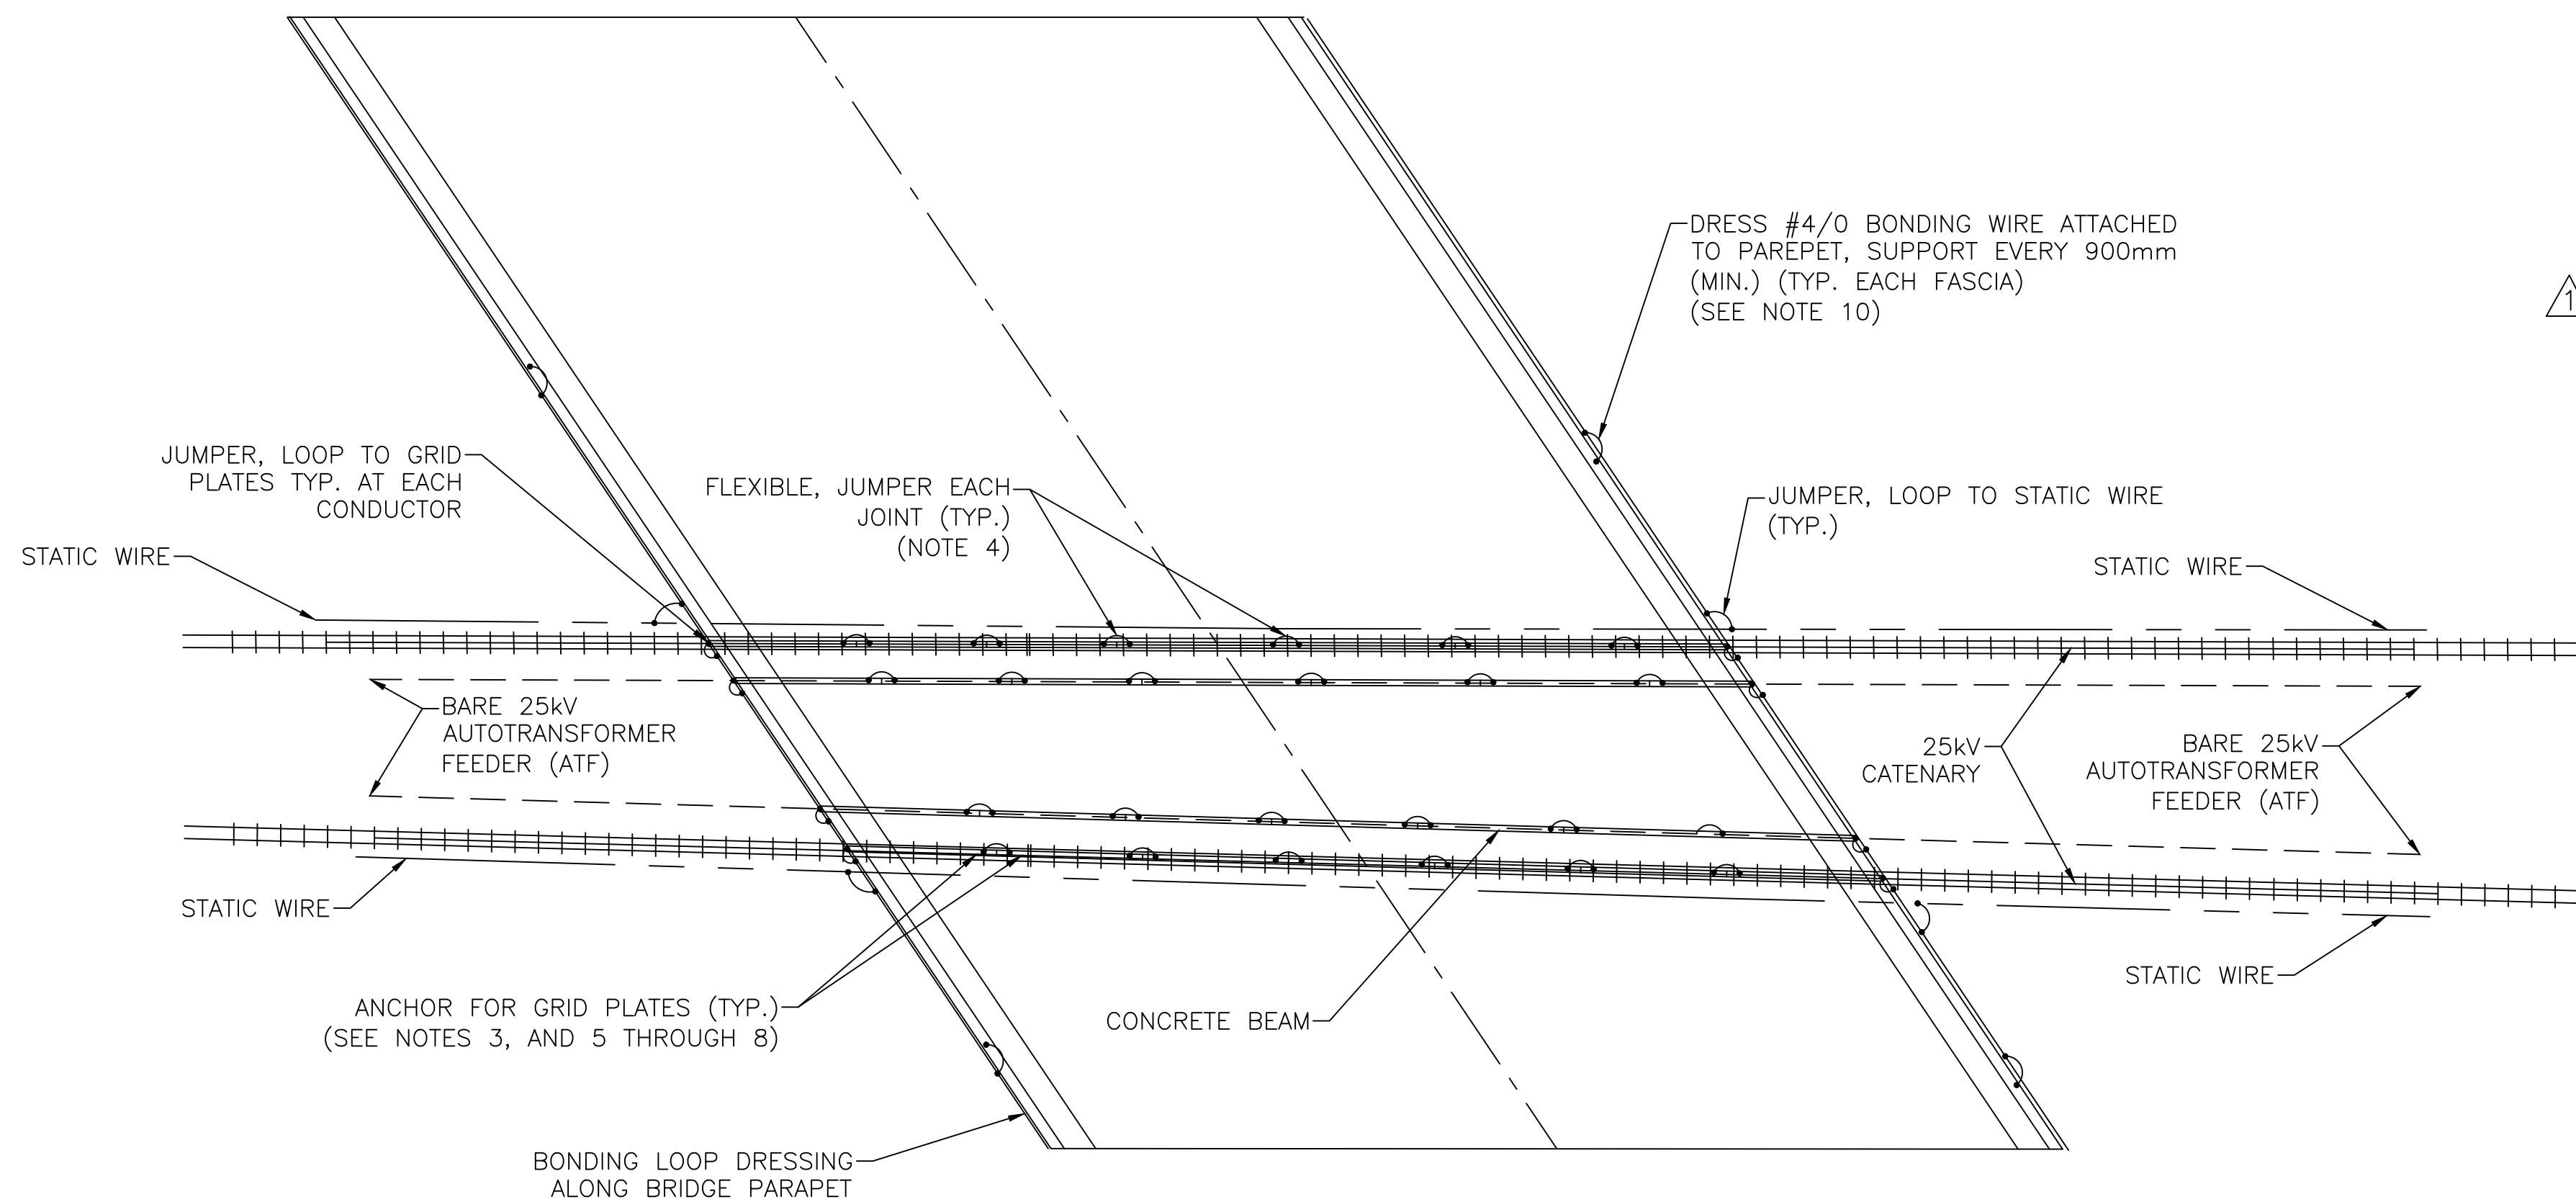 DRESS #4/0 BONDING WIRE ATTACHED
TO PAREPET, SUPPORT EVERY 900mm
(MIN.) (TYP. EACH FASCIA)
(SEE NOTE 10)
1
JUMPER, LOOP TO GRID
PLATES TYP. AT EACH
CONDUCTOR
FLEXIBLE, JUMPER EACH
JOINT (TYP.)
(NOTE 4)
JUMPER, LOOP TO STATIC WIRE
(TYP.)
STATIC WIRE
STATIC WIRE
BARE 25kV
AUTOTRANSFORMER
FEEDER (ATF)
25kV
CATENARY
BARE 25kV
AUTOTRANSFORMER
FEEDER (ATF)
STATIC WIRE
STATIC WIRE
ANCHOR FOR GRID PLATES (TYP.)
(SEE NOTES 3, AND 5 THROUGH 8)
CONCRETE BEAM
BONDING LOOP DRESSING
ALONG BRIDGE PARAPET